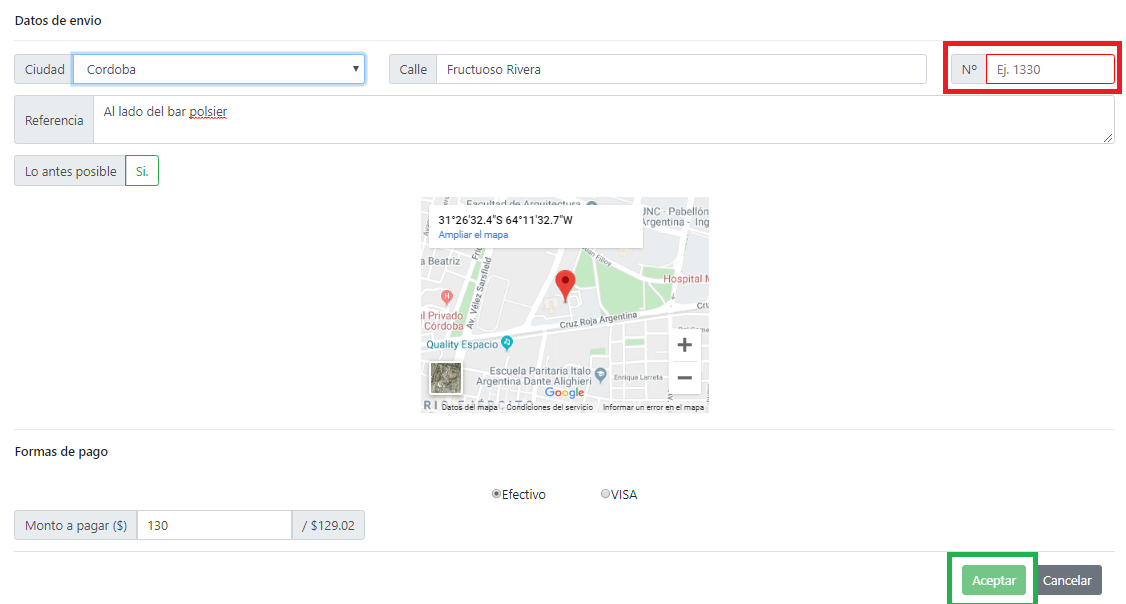 Datos de envio
Ciudad Cordoba Calle Fructuoso Rivera Nº Ej. 1330
Referencia Al lado del bar polsier
Lo antes posible Si.
Facultad de Arquitectura
31°26'32.4"S 64°11'32.7"W
Ampliar el mapa
UNC - Pabellón
Argentina - Ing
a Beatriz
Av. Vélez Sarsfield
Hospital
il Privado
Córdoba
Cruz Roja Argentina
Quality Espacio
Escuela Paritaria Italo
Argentina Dante Alighieri
Enrique Larreta
Google
Datos del mapa Condiciones del servicio Informar un error en el mapa
Formas de pago
Efectivo VISA
Monto a pagar ($) 130 / $129.02
Aceptar Cancelar